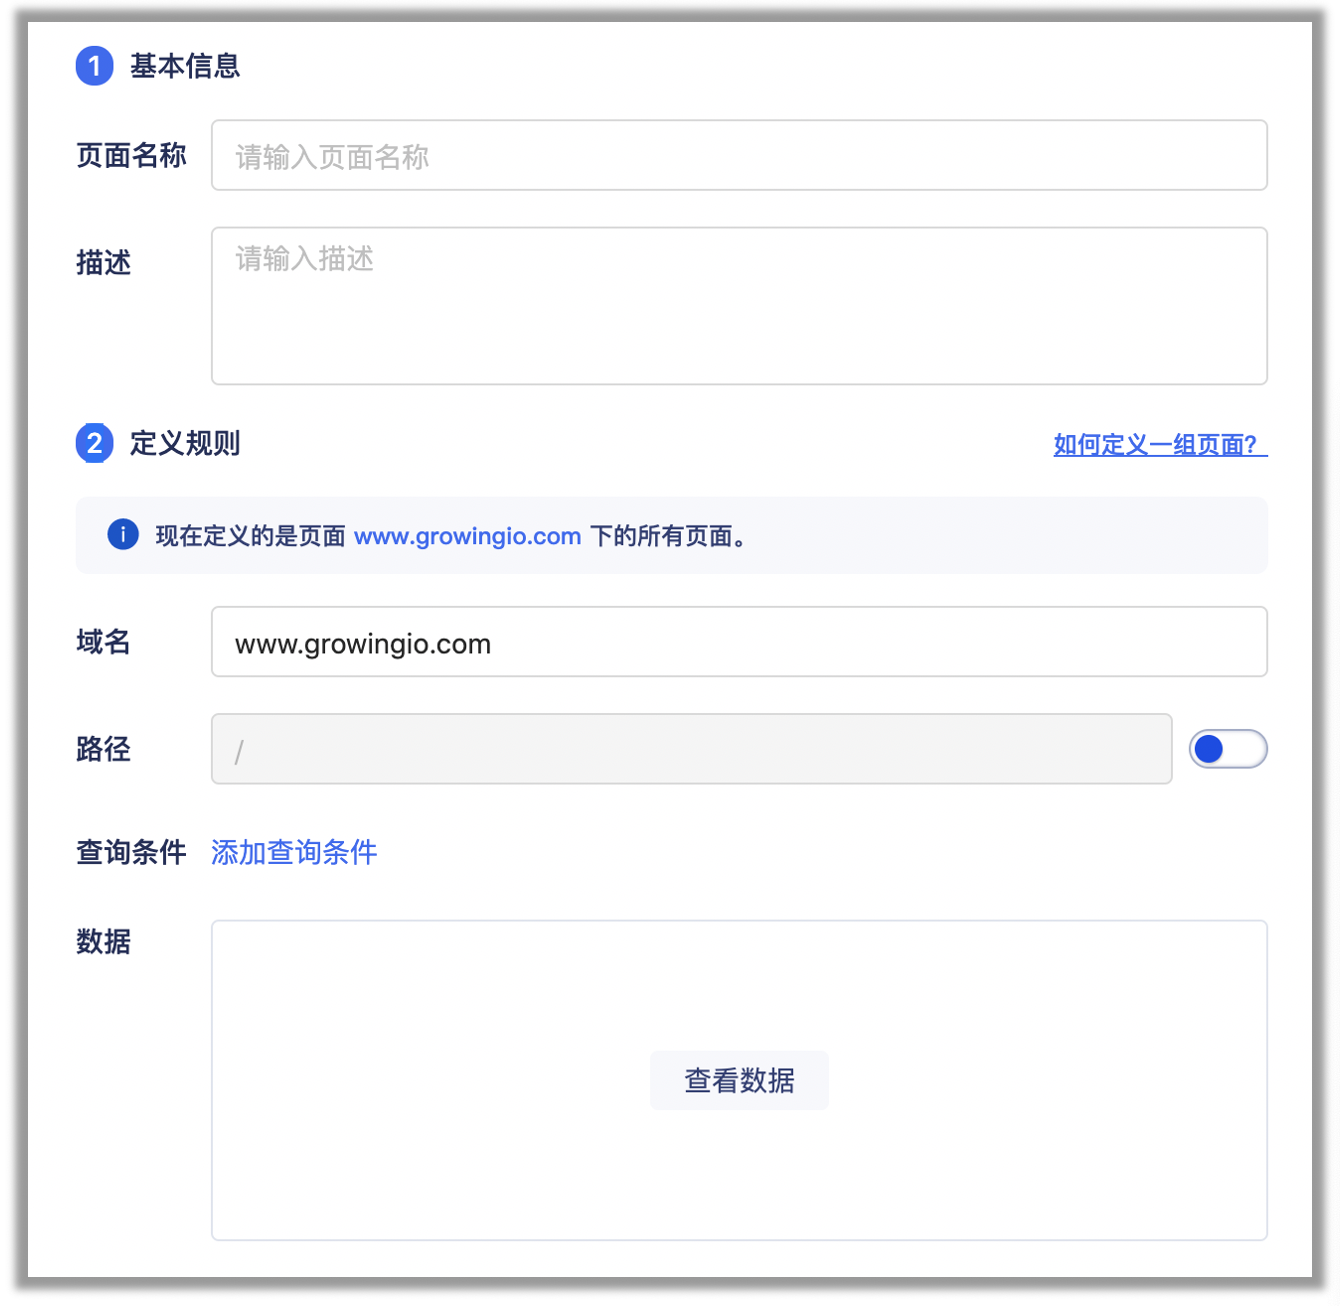 1 基本信息
页面名称 请输入页面名称
描述 请输入描述
2 定义规则 如何定义一组页面?
i 现在定义的是页面 www.growingio.com 下的所有页面。
域名 www.growingio.com
路径 /
查询条件 添加查询条件
数据
查看数据